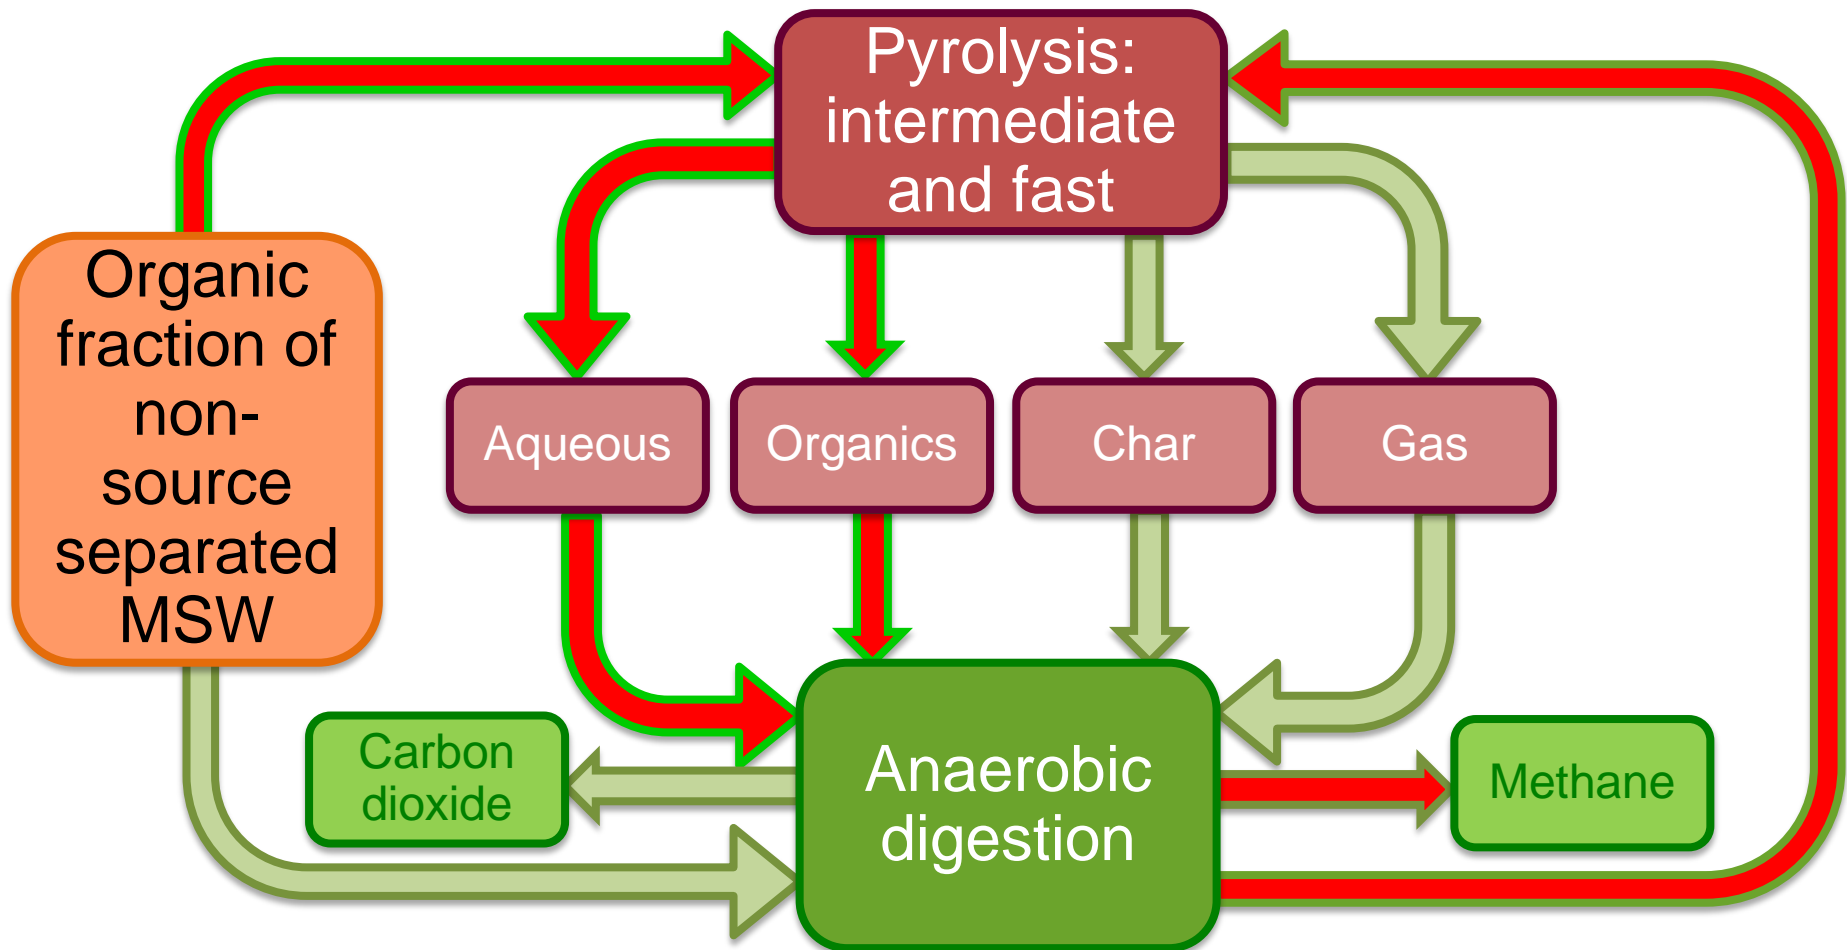 Pyrolysis:
intermediate
and fast
Organic
fraction of
non-
source
separated
MSW
Aqueous
Organics
Char
Gas
Carbon
dioxide
Anaerobic
digestion
Methane